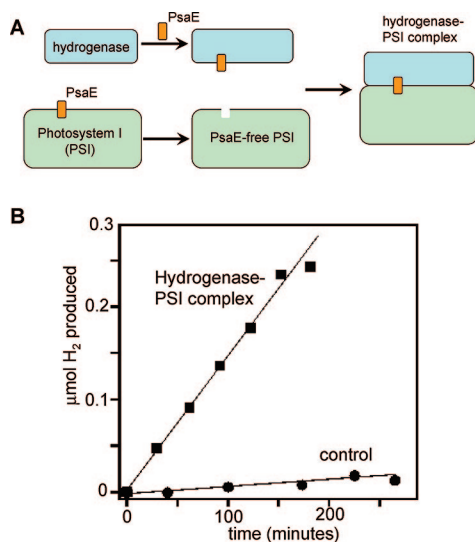 A
PsaE
hydrogenase
hydrogenase-
PSI complex
PsaE
Photosystem I
(PSI)
PsaE-free PSI
B
0.3
0.2
0.1
0
μmol H₂ produced
Hydrogenase-
PSI complex
control
0
100
200
time (minutes)